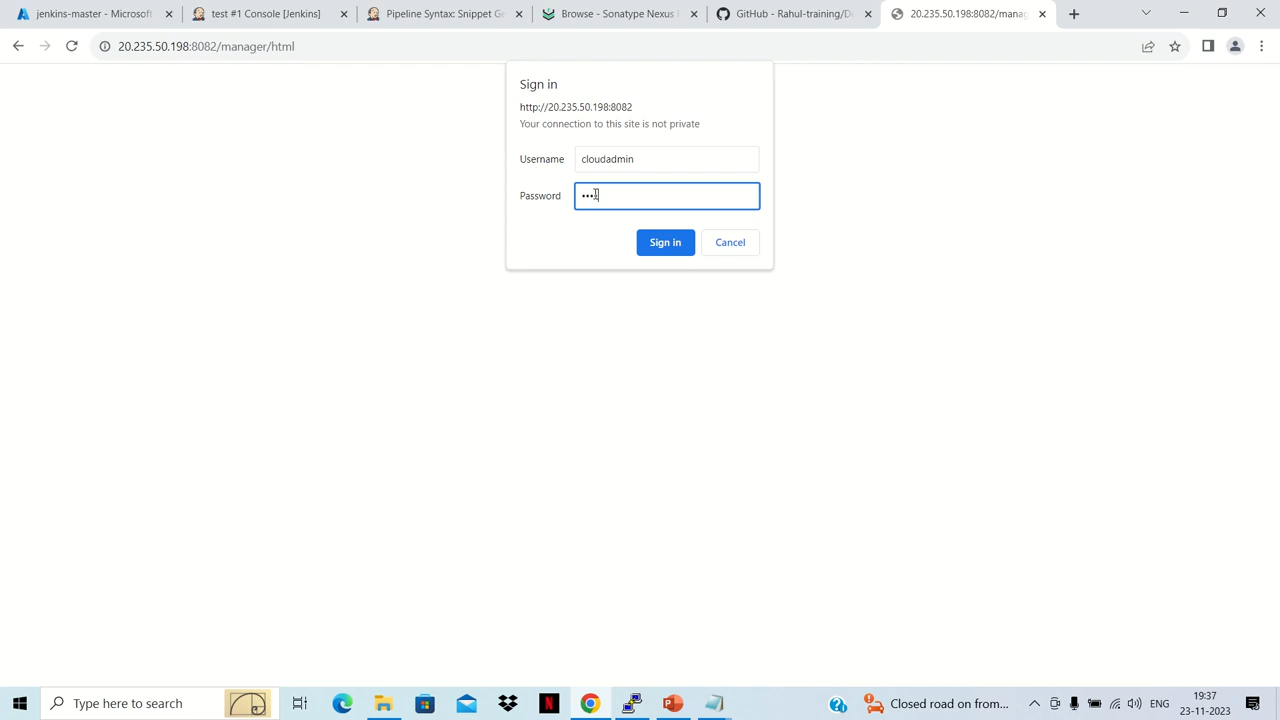 jenkins-master - Microsoft
test #1 Console [Jenkins]
Pipeline Syntax: Snippet Ge
Browse - Sonatype Nexus
GitHub - Rahul-training/De
20.235.50.198:8082/manag
20.235.50.198:8082/manager/html
Sign in
http://20.235.50.198:8082
Your connection to this site is not private
Username
cloudadmin
Password
Sign in
Cancel
Type here to search
Closed road on from...
ENG
19:37
23-11-2023